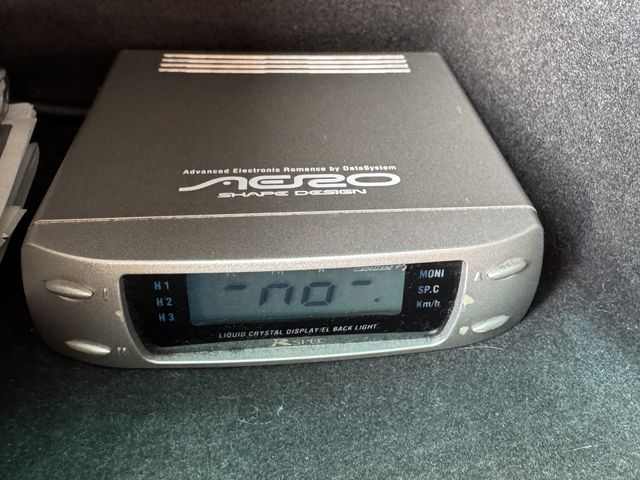 Advanced Electronic Romance by DataSystem
SHAPE DESIGN
H1
H2
H3
-no-.
MONI
SP.C
Km/h
LIQUID CRYSTAL DISPLAY/EL BACK LIGHT
R SPEC